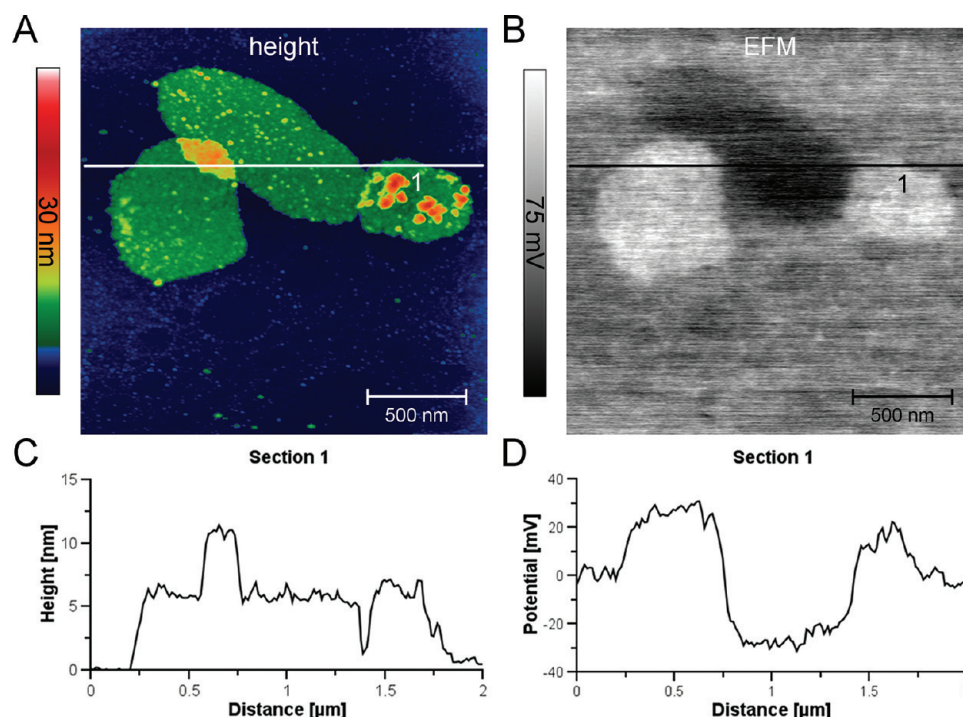 A
height
30 nm
1
500 nm
B
EFM
75 mV
1
500 nm
C
Section 1
Height [nm]
15
10
5
0
0
0.5
1
1.5
2
Distance [µm]
D
Section 1
Potential [mV]
40
20
0
-20
-40
0
0.5
1
1.5
Distance [µm]